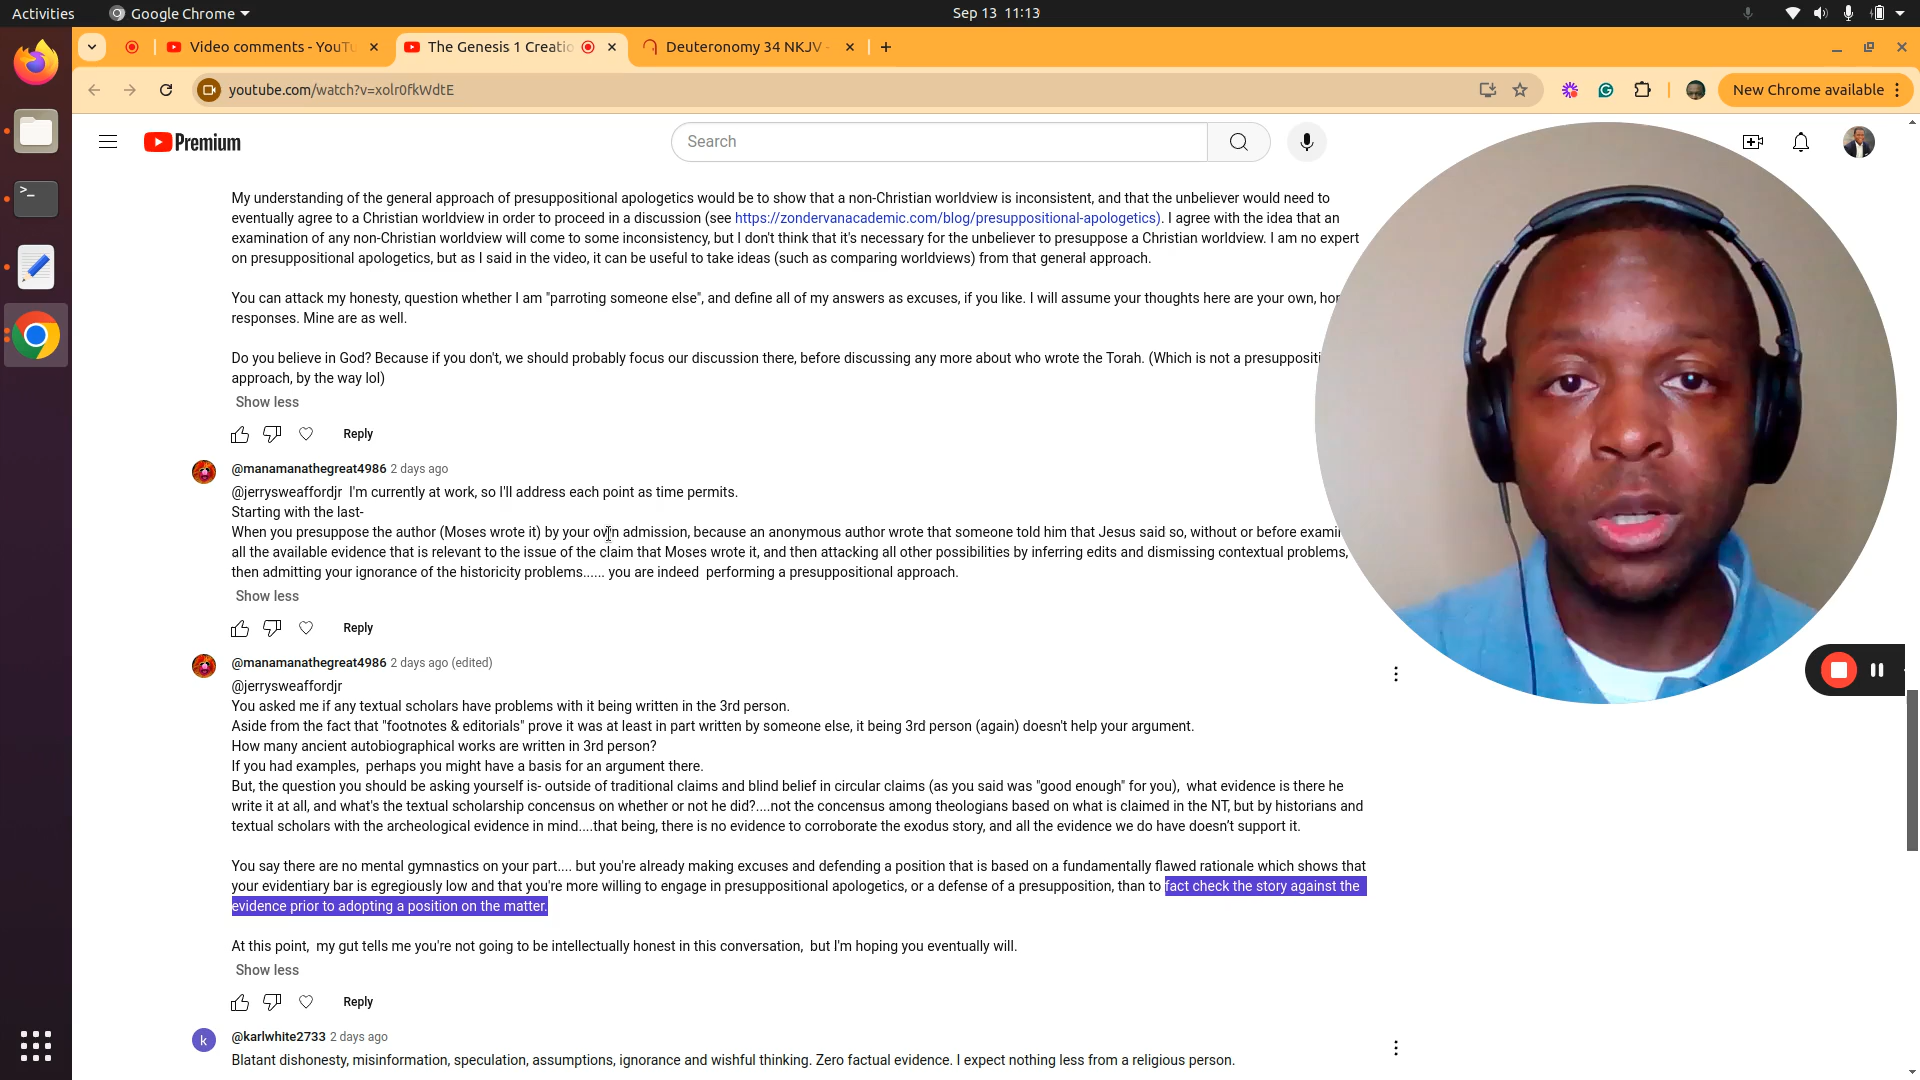 Activities
Google Chrome
Sep 13 11:13
Video comments - YouTu
The Genesis 1 Creatio
Deuteronomy 34 NKJV -
youtube.com/watch?v=xolr0fkWdtE
New Chrome available
Premium
Search
My understanding of the general approach of presuppositional apologetics would be to show that a non-Christian worldview is inconsistent, and that the unbeliever would need to
eventually agree to a Christian worldview in order to proceed in a discussion (see https://zondervanacademic.com/blog/presuppositional-apologetics). I agree with the idea that an
examination of any non-Christian worldview will come to some inconsistency, but I don't think that it's necessary for the unbeliever to presuppose a Christian worldview. I am no expert
on presuppositional apologetics, but as I said in the video, it can be useful to take ideas (such as comparing worldviews) from that general approach.
You can attack my honesty, question whether I am "parroting someone else", and define all of my answers as excuses, if you like. I will assume your thoughts here are your own, hon
responses. Mine are as well.
Do you believe in God? Because if you don't, we should probably focus our discussion there, before discussing any more about who wrote the Torah. (Which is not a presuppositi
approach, by the way lol)
Show less
Reply
@manamanathegreat4986 2 days ago
@jerrysweaffordjr I'm currently at work, so I'll address each point as time permits.
Starting with the last-
When you presuppose the author (Moses wrote it) by your own admission, because an anonymous author wrote that someone told him that Jesus said so, without or before examin
all the available evidence that is relevant to the issue of the claim that Moses wrote it, and then attacking all other possibilities by inferring edits and dismissing contextual problems,
then admitting your ignorance of the historicity problems...... you are indeed performing a presuppositional approach.
Show less
Reply
@manamanathegreat4986 2 days ago (edited)
@jerrysweaffordjr
You asked me if any textual scholars have problems with it being written in the 3rd person.
Aside from the fact that "footnotes & editorials" prove it was at least in part written by someone else, it being 3rd person (again) doesn't help your argument.
How many ancient autobiographical works are written in 3rd person?
If you had examples, perhaps you might have a basis for an argument there.
But, the question you should be asking yourself is- outside of traditional claims and blind belief in circular claims (as you said was "good enough" for you), what evidence is there he
write it at all, and what's the textual scholarship concensus on whether or not he did?....not the concensus among theologians based on what is claimed in the NT, but by historians and
textual scholars with the archeological evidence in mind....that being, there is no evidence to corroborate the exodus story, and all the evidence we do have doesn't support it.
You say there are no mental gymnastics on your part.... but you're already making excuses and defending a position that is based on a fundamentally flawed rationale which shows that
your evidentiary bar is egregiously low and that you're more willing to engage in presuppositional apologetics, or a defense of a presupposition, than to fact check the story against the
evidence prior to adopting a position on the matter.
At this point, my gut tells me you're not going to be intellectually honest in this conversation, but I'm hoping you eventually will.
Show less
Reply
k
@karlwhite2733 2 days ago
Blatant dishonesty, misinformation, speculation, assumptions, ignorance and wishful thinking. Zero factual evidence. I expect nothing less from a religious person.